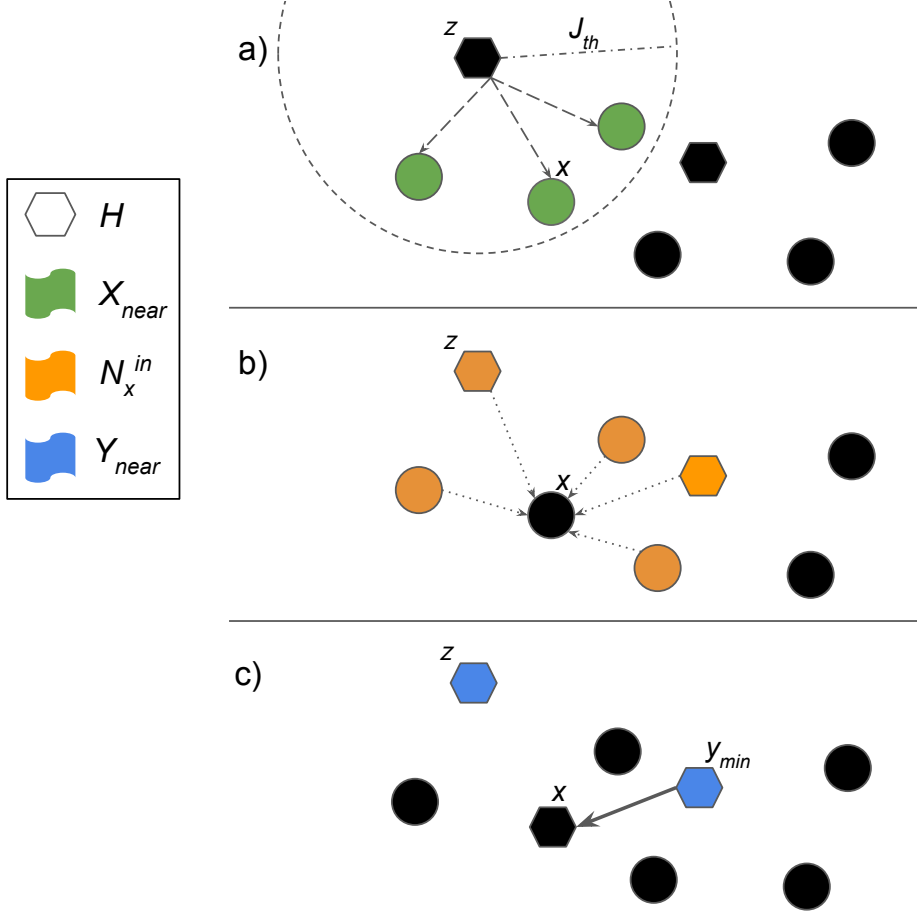 H
X_near
N_x^in
Y_near
a)
z
J_th
x
b)
z
x
c)
z
y_min
x